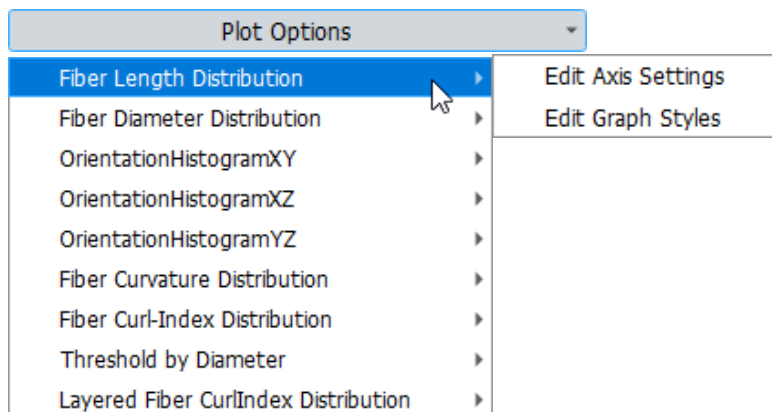 Plot Options
Fiber Length Distribution
Edit Axis Settings
Fiber Diameter Distribution
Edit Graph Styles
OrientationHistogramXY
OrientationHistogramXZ
OrientationHistogramYZ
Fiber Curvature Distribution
Fiber Curl-Index Distribution
Threshold by Diameter
Layered Fiber CurlIndex Distribution